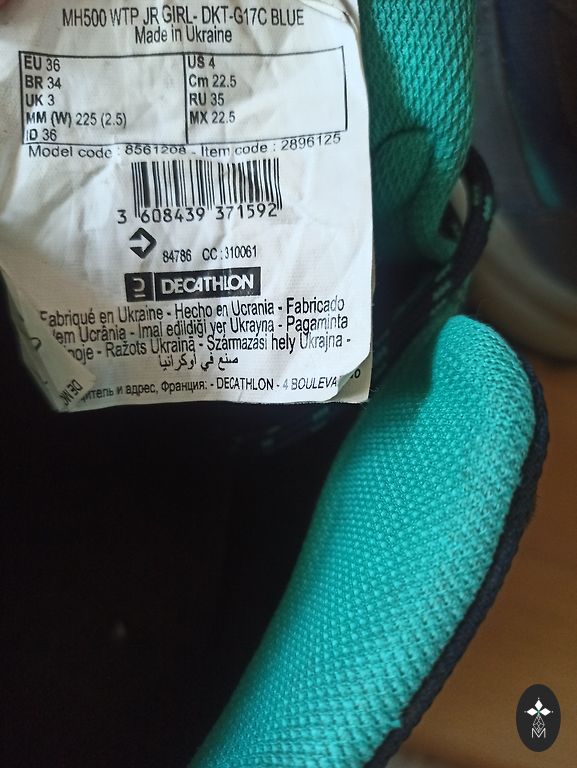 MH500 WTP JR GIRL- DKT-G17C BLUE
Made in Ukraine
EU 36 US 4
BR 34 Cm 22.5
UK 3 RU 35
MM (W) 225 (2.5) MX 22.5
ID 36
Model code : 8561208 - Item code : 2896125
3 608439 371592
84786 CC:310061
DECATHLON
Fabriqué en Ukraine - Hecho en Ucrania - Fabricado
em Ucrânia - Imal edildiği yer Ukrayna - Pagaminta
- Razots Ukrainā - Származási hely Ukrajna -
صنع في أوكرانيا
и адрес, Франция: - DECATHLON - 4 BOULEVA